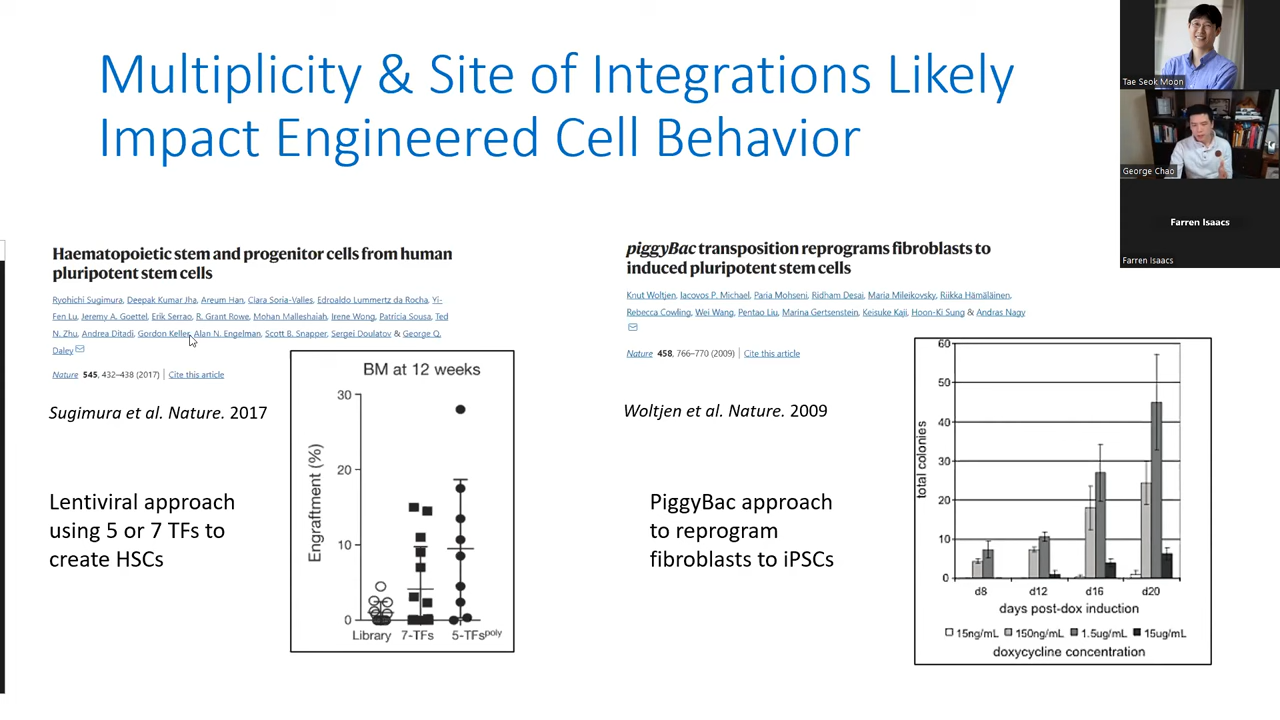 Multiplicity & Site of Integrations Likely
Impact Engineered Cell Behavior
Tae Seok Moon
George Chao
Farren Isaacs
Farren Isaacs
Haematopoietic stem and progenitor cells from human
pluripotent stem cells
Ryohichi Sugimura, Deepak Kumar Jha, Areum Han, Clara Soria-Valles, Edroaldo Lummertz da Rocha, Yi-
Fen Lu, Jeremy A. Goettel, Erik Serrao, R. Grant Rowe, Mohan Malleshaiah, Irene Wong, Patricia Sousa, Ted
N. Zhu, Andrea Ditadi, Gordon Keller, Alan N. Engelman, Scott B. Snapper, Sergei Doulatov & George Q.
Daley
Nature 545, 432–438 (2017) | Cite this article
Sugimura et al. Nature. 2017
Lentiviral approach
using 5 or 7 TFs to
create HSCs
BM at 12 weeks
Engraftment (%)
30
20
10
0
Library 7-TFs 5-TFspoly
piggyBac transposition reprograms fibroblasts to
induced pluripotent stem cells
Knut Woltjen, Iacovos P. Michael, Paria Mohseni, Ridham Desai, Maria Mileikovsky, Riikka Hämäläinen,
Rebecca Cowling, Wei Wang, Pentao Liu, Marina Gertsenstein, Keisuke Kaji, Hoon-Ki Sung & Andras Nagy
Nature 458, 766–770 (2009) | Cite this article
Woltjen et al. Nature. 2009
PiggyBac approach
to reprogram
fibroblasts to iPSCs
total colonies
60
50
40
30
20
10
0
d8 d12 d16 d20
days post-dox induction
15ng/mL 150ng/mL 1.5ug/mL 15ug/mL
doxycycline concentration